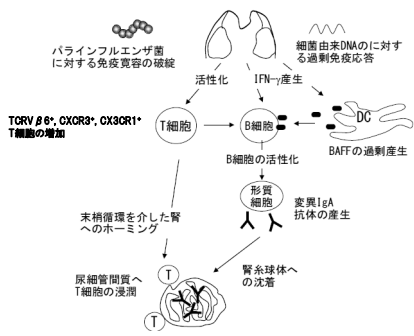 パラインフルエンザ菌
に対する免疫寛容の破綻
細菌由来DNAのに対す
る過剰免疫応答
活性化
IFN-γ産生
TCRVβ6⁺, CXCR3⁺, CX3CR1⁺
T細胞の増加
T細胞
B細胞
DC
BAFFの過剰産生
B細胞の活性化
形質
細胞
変異IgA
抗体の産生
末梢循環を介した腎
へのホーミング
尿細管間質へ
T細胞の浸潤
T
T
腎糸球体へ
の沈着